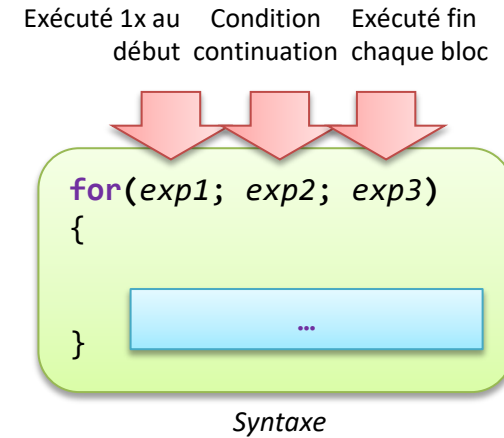 Exécuté 1x au début
Condition continuation
Exécuté fin chaque bloc
for(exp1; exp2; exp3)
{
…
}
Syntaxe